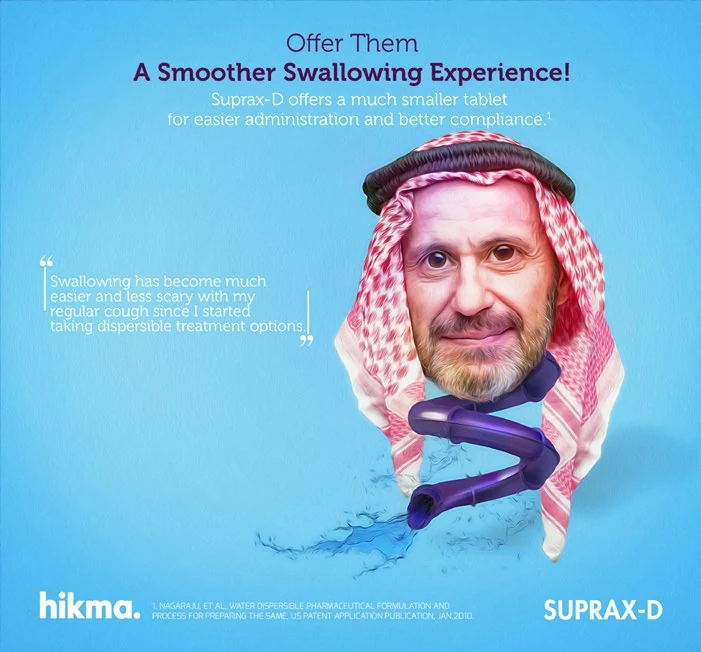 Offer Them
A Smoother Swallowing Experience!
Suprax-D offers a much smaller tablet
for easier administration and better compliance.¹
“
Swallowing has become much
easier and less scary with my
regular cough since I started
taking dispersible treatment options.
”
hikma.
1. NAGARAJU, ET AL, WATER DISPERSIBLE PHARMACEUTICAL FORMULATION AND
PROCESS FOR PREPARING THE SAME, US PATENT APPLICATION PUBLICATION, JAN.2010.
SUPRAX-D